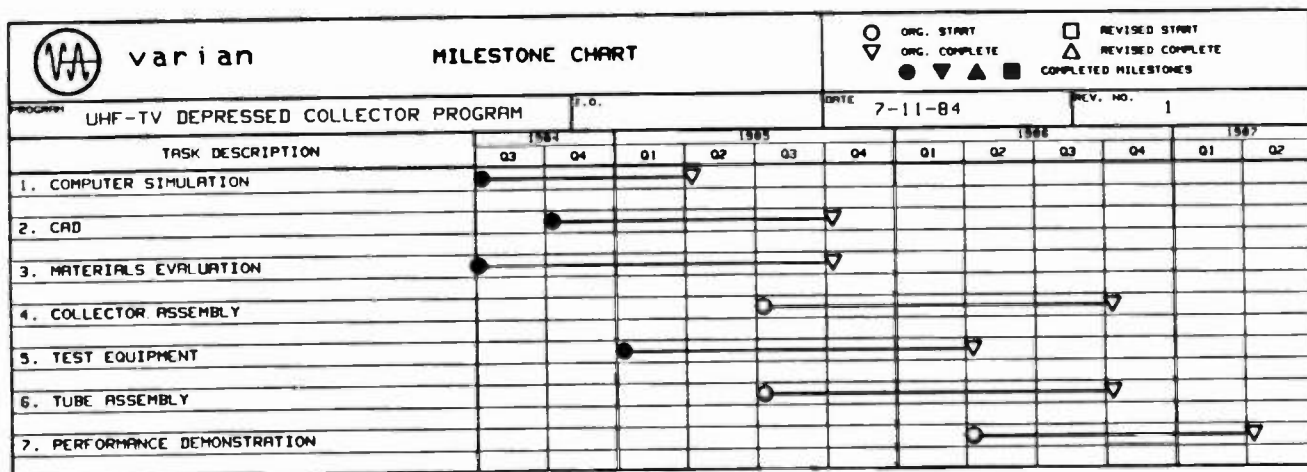 VA varian MILESTONE CHART
ORG. START REVISED START
ORG. COMPLETE REVISED COMPLETE
COMPLETED MILESTONES
PROGRAM UHF-TV DEPRESSED COLLECTOR PROGRAM DATE 7-11-84 REV. NO. 1
TASK DESCRIPTION 1984 1985 1986 1987
Q3 Q4 Q1 Q2 Q3 Q4 Q1 Q2 Q3 Q4 Q1 Q2
1. COMPUTER SIMULATION
2. CAD
3. MATERIALS EVALUATION
4. COLLECTOR ASSEMBLY
5. TEST EQUIPMENT
6. TUBE ASSEMBLY
7. PERFORMANCE DEMONSTRATION